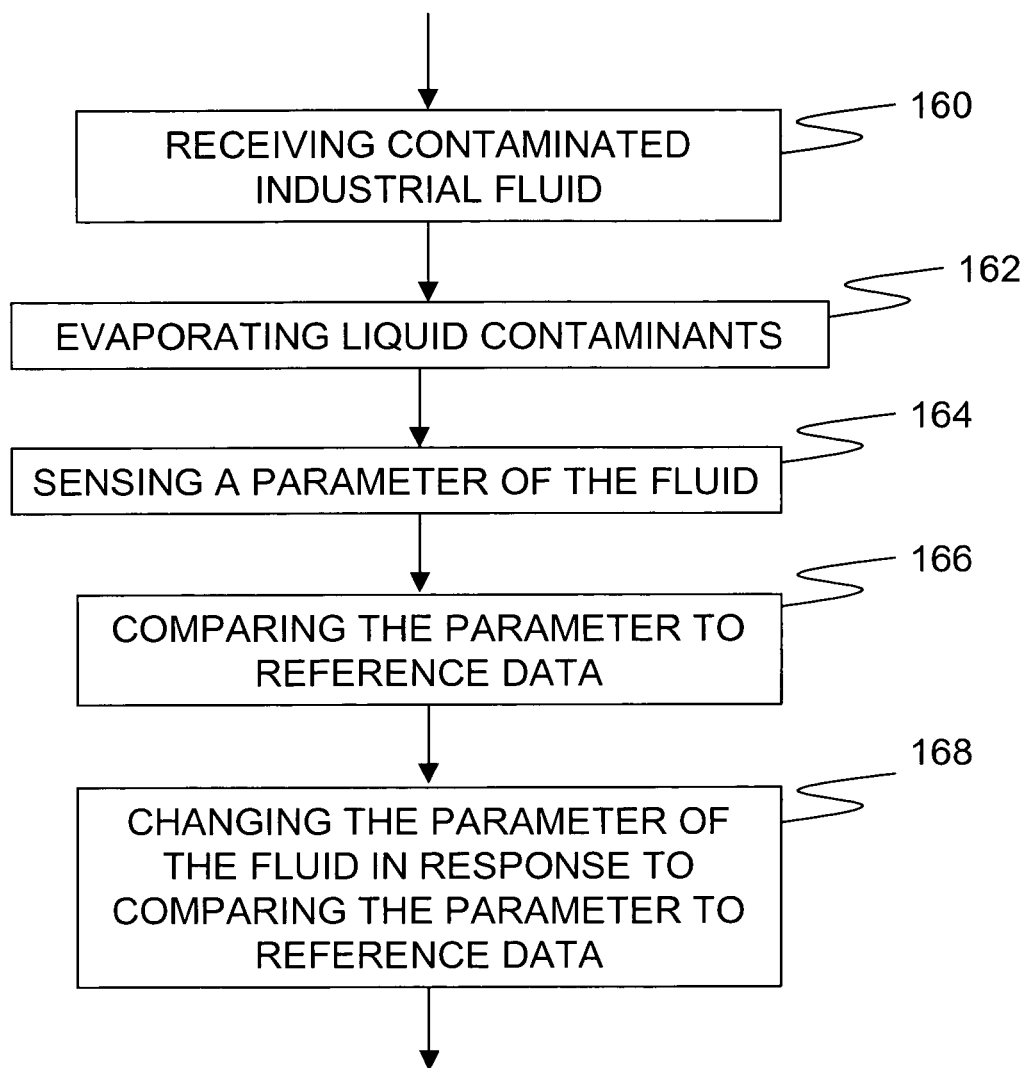 160
RECEIVING CONTAMINATED
INDUSTRIAL FLUID
162
EVAPORATING LIQUID CONTAMINANTS
164
SENSING A PARAMETER OF THE FLUID
166
COMPARING THE PARAMETER TO
REFERENCE DATA
168
CHANGING THE PARAMETER OF
THE FLUID IN RESPONSE TO
COMPARING THE PARAMETER TO
REFERENCE DATA